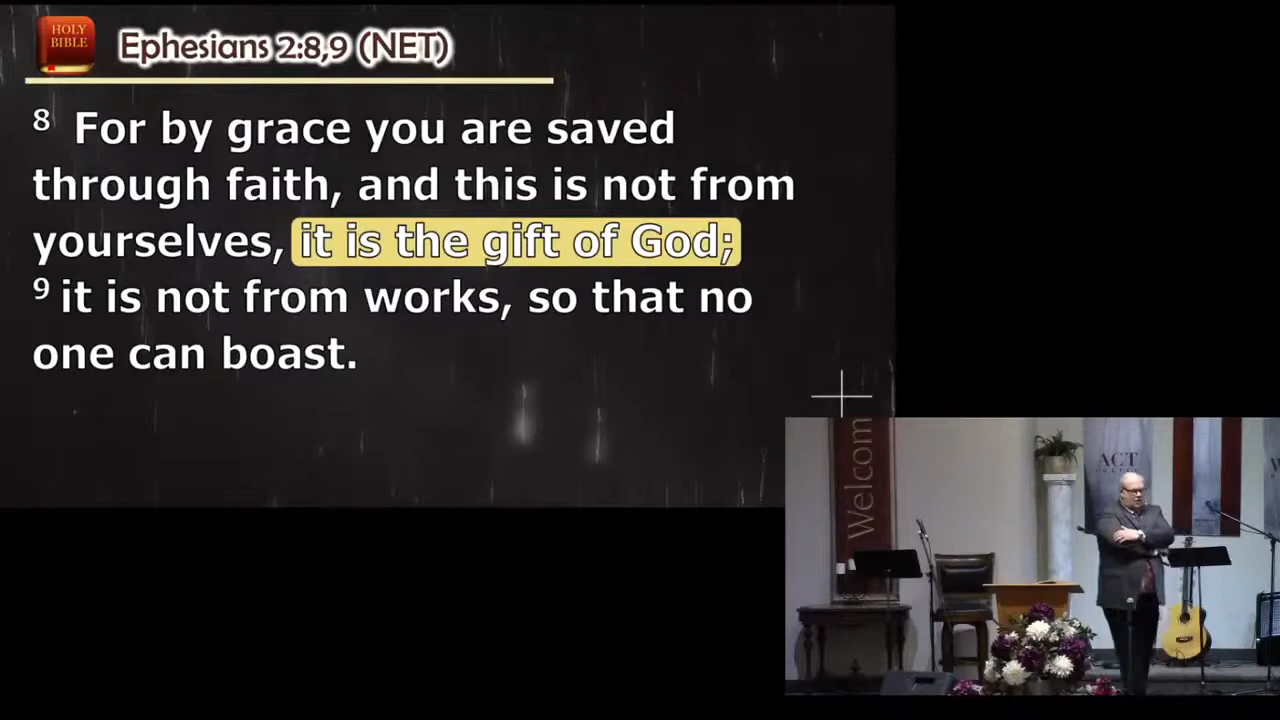 HOLY
BIBLE
Ephesians 2:8,9 (NET)
8 For by grace you are saved
through faith, and this is not from
yourselves, it is the gift of God;
9 it is not from works, so that no
one can boast.
Welcom
ACT